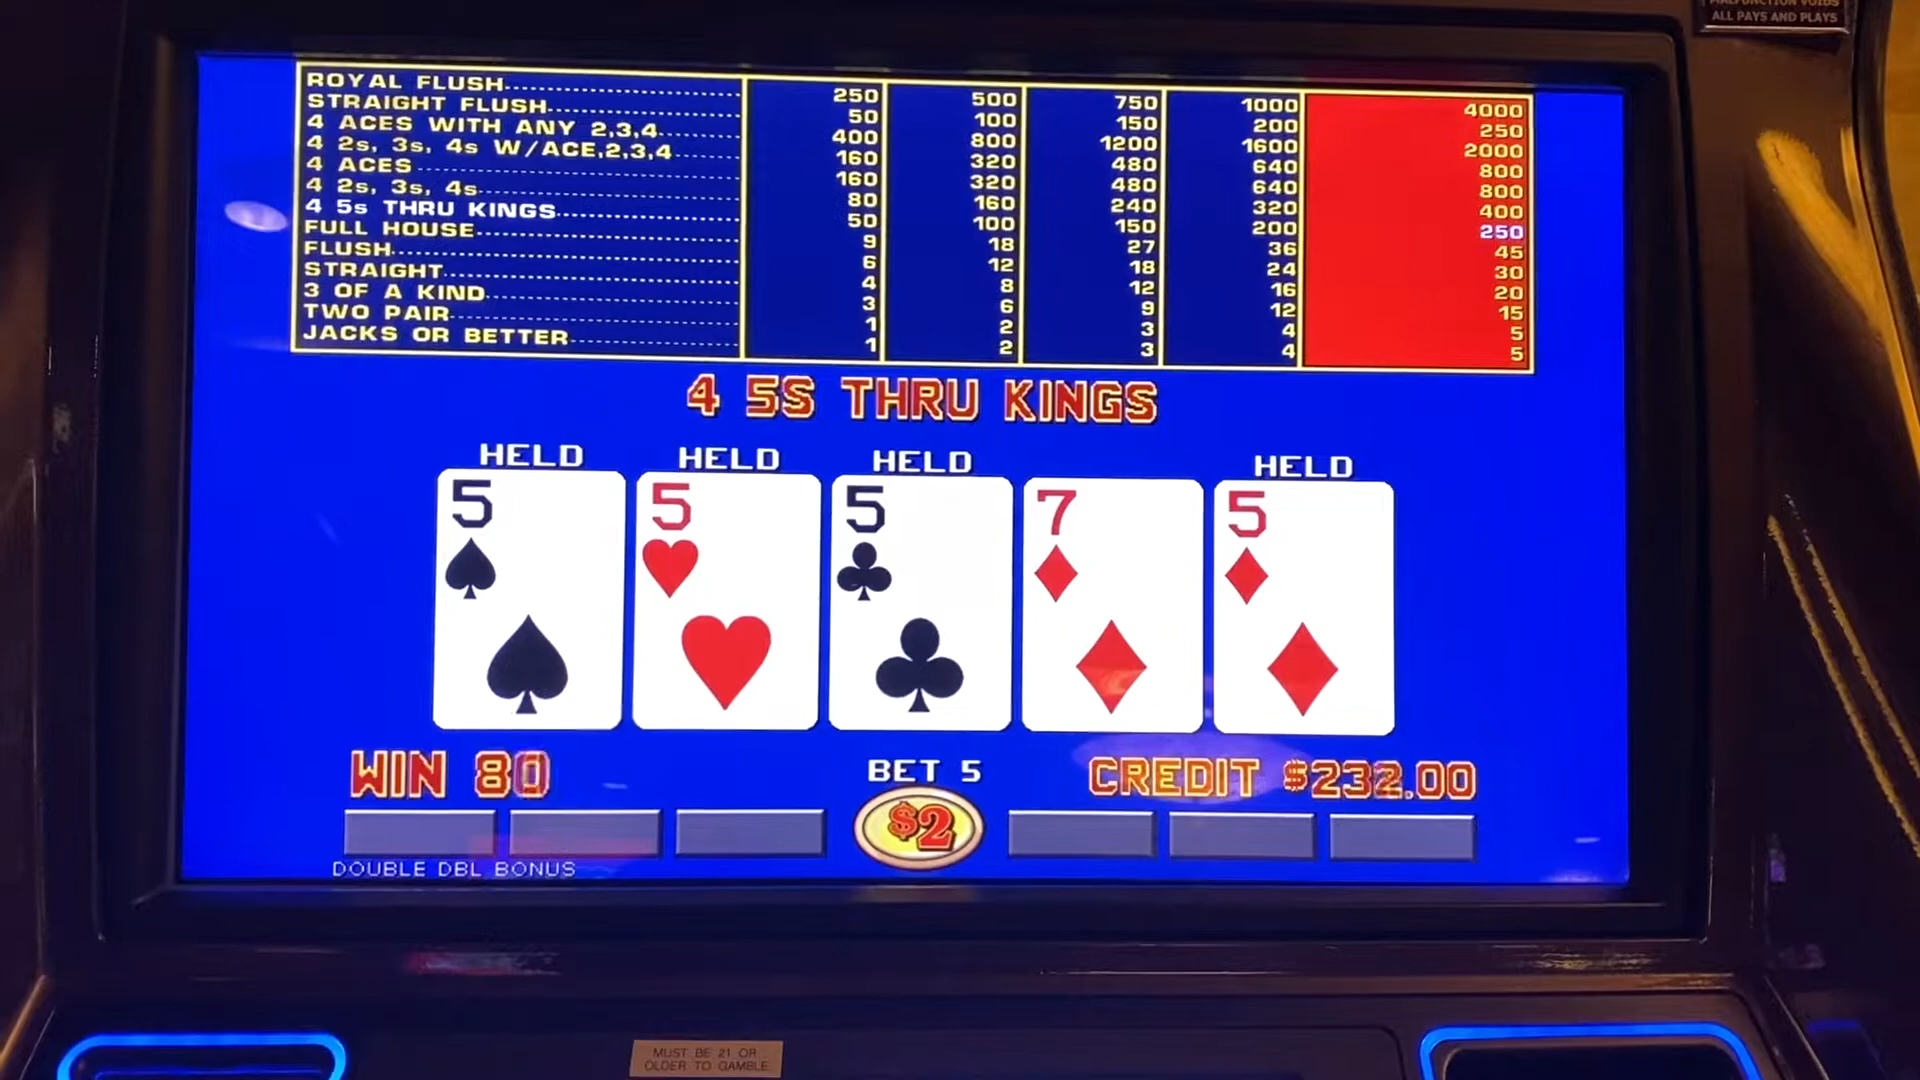 MALFUNCTION VOIDS
ALL PAYS AND PLAYS
ROYAL FLUSH 250 500 750 1000 4000
STRAIGHT FLUSH 50 100 150 200 250
4 ACES WITH ANY 2,3,4 400 800 1200 1600 2000
4 2s, 3s, 4s W/ACE,2,3,4 160 320 480 640 800
4 ACES 160 320 480 640 800
4 2s, 3s, 4s 80 160 240 320 400
4 5s THRU KINGS 50 100 150 200 250
FULL HOUSE 9 18 27 36 45
FLUSH 6 12 18 24 30
STRAIGHT 4 8 12 16 20
3 OF A KIND 3 6 9 12 15
TWO PAIR 1 2 3 4 5
JACKS OR BETTER 1 2 3 4 5
4 5S THRU KINGS
HELD HELD HELD HELD
5 5 5 7 5
WIN 80 BET 5 CREDIT $232.00
$2
DOUBLE DBL BONUS
MUST BE 21 OR
OLDER TO GAMBLE